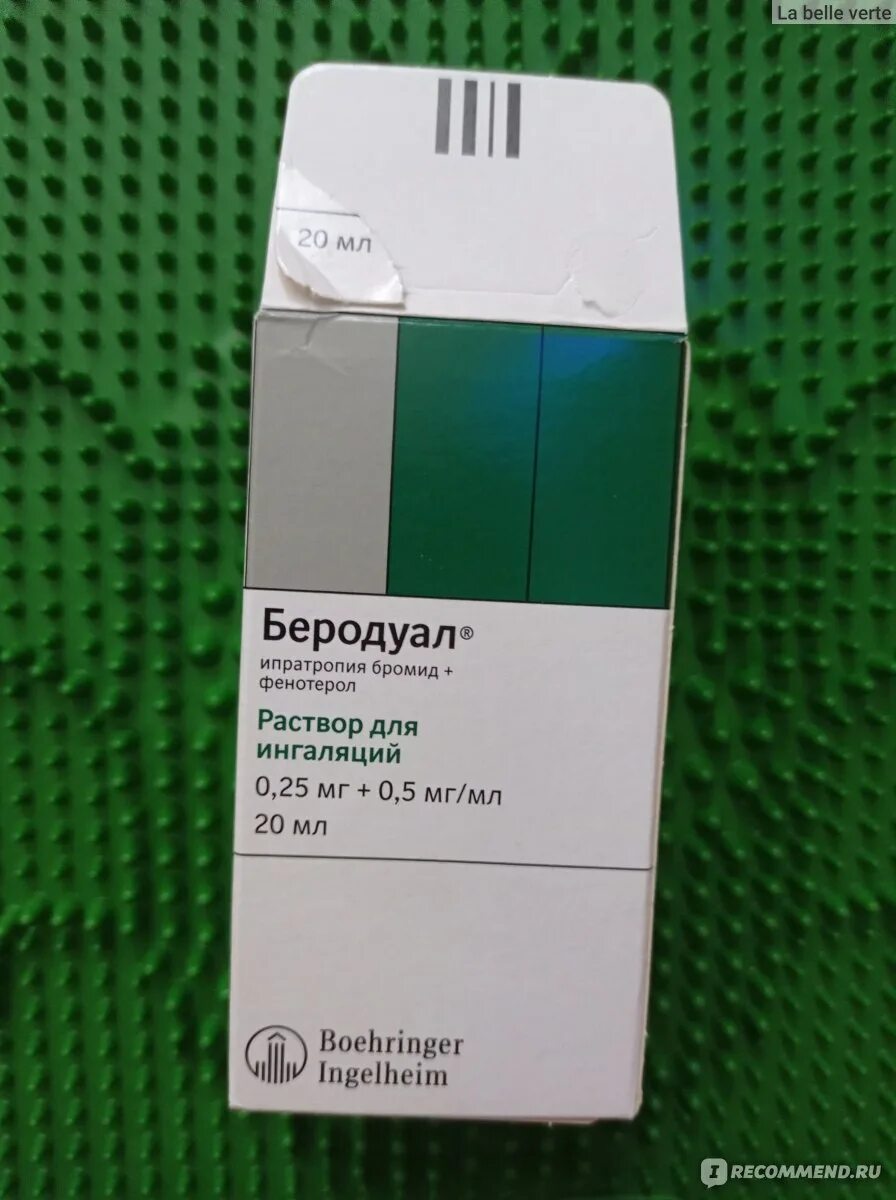 La belle verte
20 мл
Беродуал®
ипратропия бромид +
фенотерол
Раствор для
ингаляций
0,25 мг + 0,5 мг/мл
20 мл
Boehringer
Ingelheim
I RECOMMEND.RU